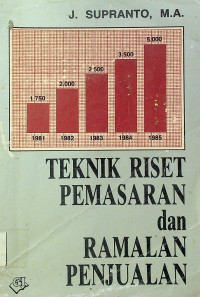 J. SUPRANTO, M.A.
5.000
3.500
2 500
2.000
1.750
1981 1982 1983 1984 1985
TEKNIK RISET
PEMASARAN
dan
RAMALAN
PENJUALAN